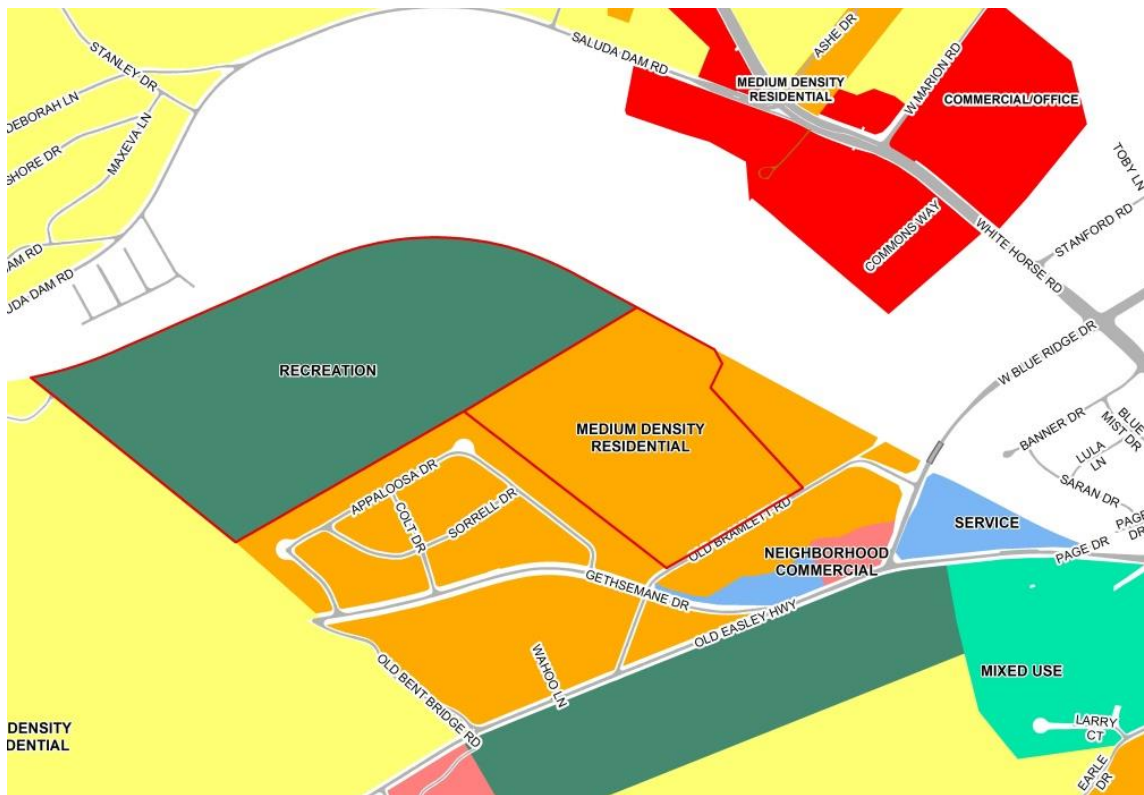 STANLEY DR
DEBORAH LN
MAXEVA LN
SHORE DR
AM RD
UDA DAM RD
SALUDA DAM RD
ASHE DR
MEDIUM DENSITY
RESIDENTIAL
W MARION RD
COMMERCIAL/OFFICE
TOBY LN
STANFORD RD
COMMONS WAY
WHITE HORSE RD
W BLUE RIDGE DR
BANNER DR
BLUE
MIST DR
LULA
LN
SARAN DR
PAGE
DR
PAGE DR
RECREATION
MEDIUM DENSITY
RESIDENTIAL
APPALOOSA DR
COLT DR
SORRELL DR
OLD BRAMLETT RD
SERVICE
NEIGHBORHOOD
COMMERCIAL
GETHSEMANE DR
OLD EASLEY HWY
WAHOO LN
OLD BENT BRIDGE RD
MIXED USE
LARRY
CT
EARLE
DR
DENSITY
DENTIAL